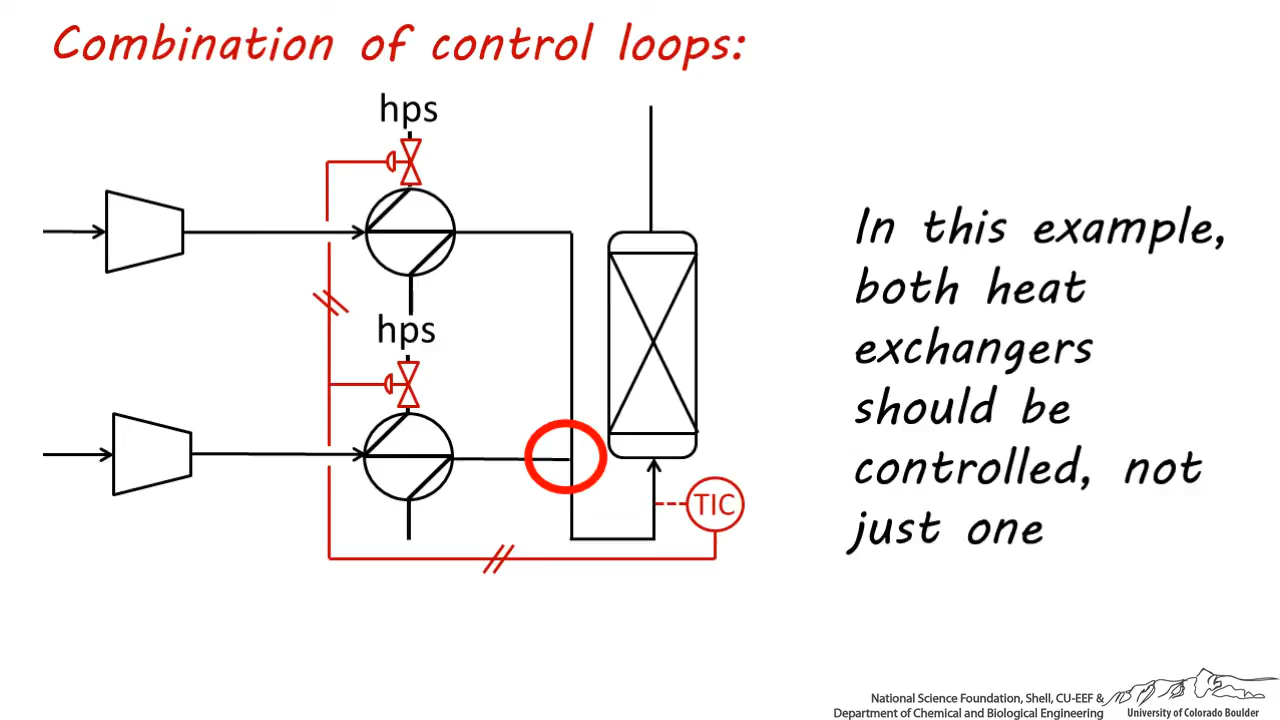 Combination of control loops:
hps
hps
TIC
In this example,
both heat
exchangers
should be
controlled, not
just one
National Science Foundation, Shell, CU-EEF &
Department of Chemical and Biological Engineering
University of Colorado Boulder